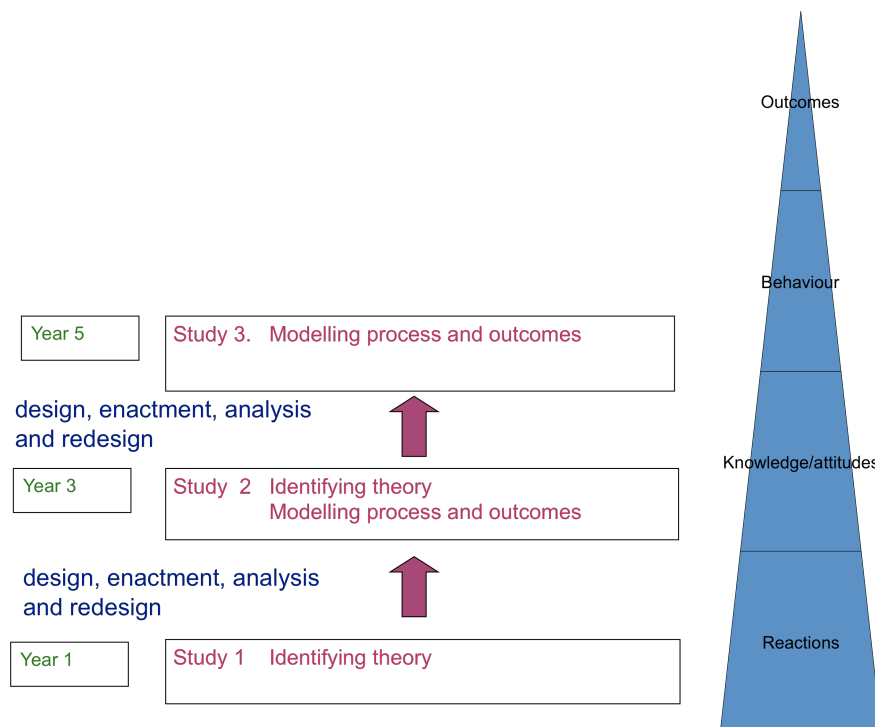 Outcomes
Behaviour
Year 5
Study 3. Modelling process and outcomes
design, enactment, analysis
and redesign
Knowledge/attitudes
Year 3
Study 2 Identifying theory
Modelling process and outcomes
design, enactment, analysis
and redesign
Reactions
Year 1
Study 1 Identifying theory